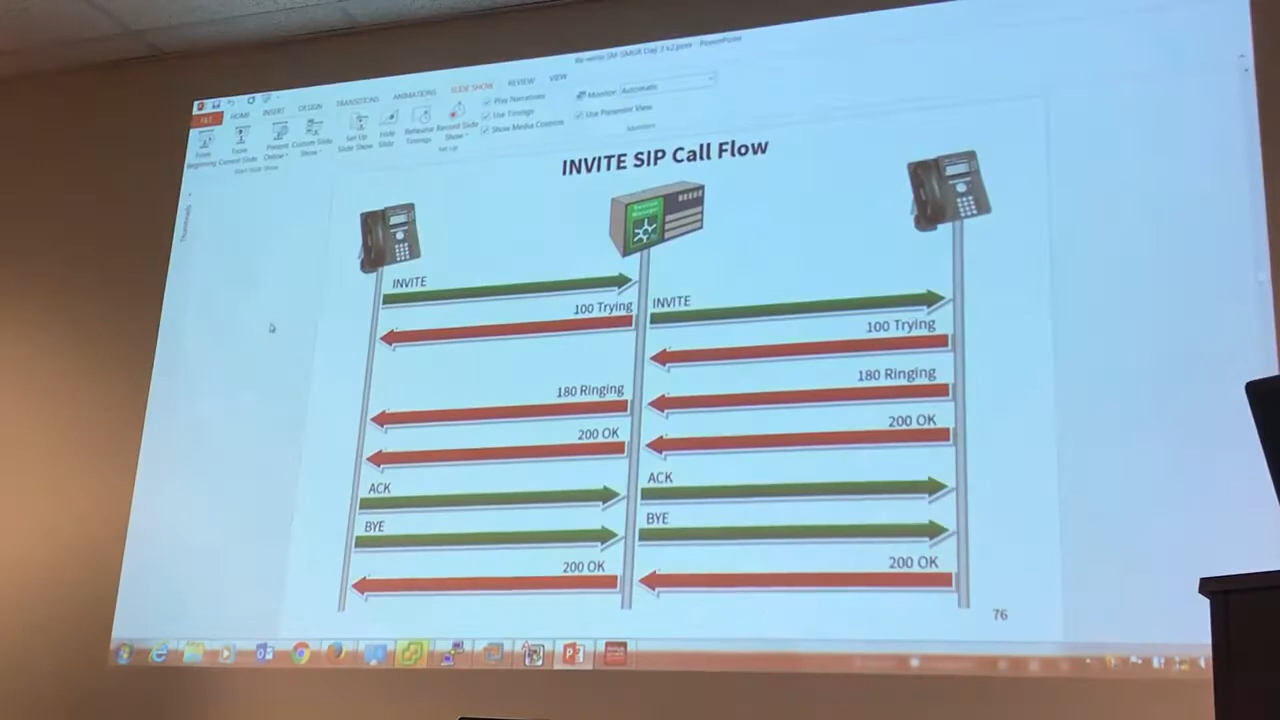 Day 3 v2.pptx - PowerPoint
FILE
HOME
INSERT
DESIGN
TRANSITIONS
ANIMATIONS
SLIDE SHOW
REVIEW
VIEW
From Beginning
From Current Slide
Present Online
Custom Slide Show
Set Up Slide Show
Hide Slide
Rehearse Timings
Record Slide Show
Play Narrations
Use Timings
Show Media Controls
Monitor: Automatic
Use Presenter View
Start Slide Show
Set Up
Monitors
Thumbnails
INVITE SIP Call Flow
Session
Manager
INVITE
100 Trying
INVITE
100 Trying
180 Ringing
180 Ringing
200 OK
200 OK
ACK
ACK
BYE
BYE
200 OK
200 OK
76